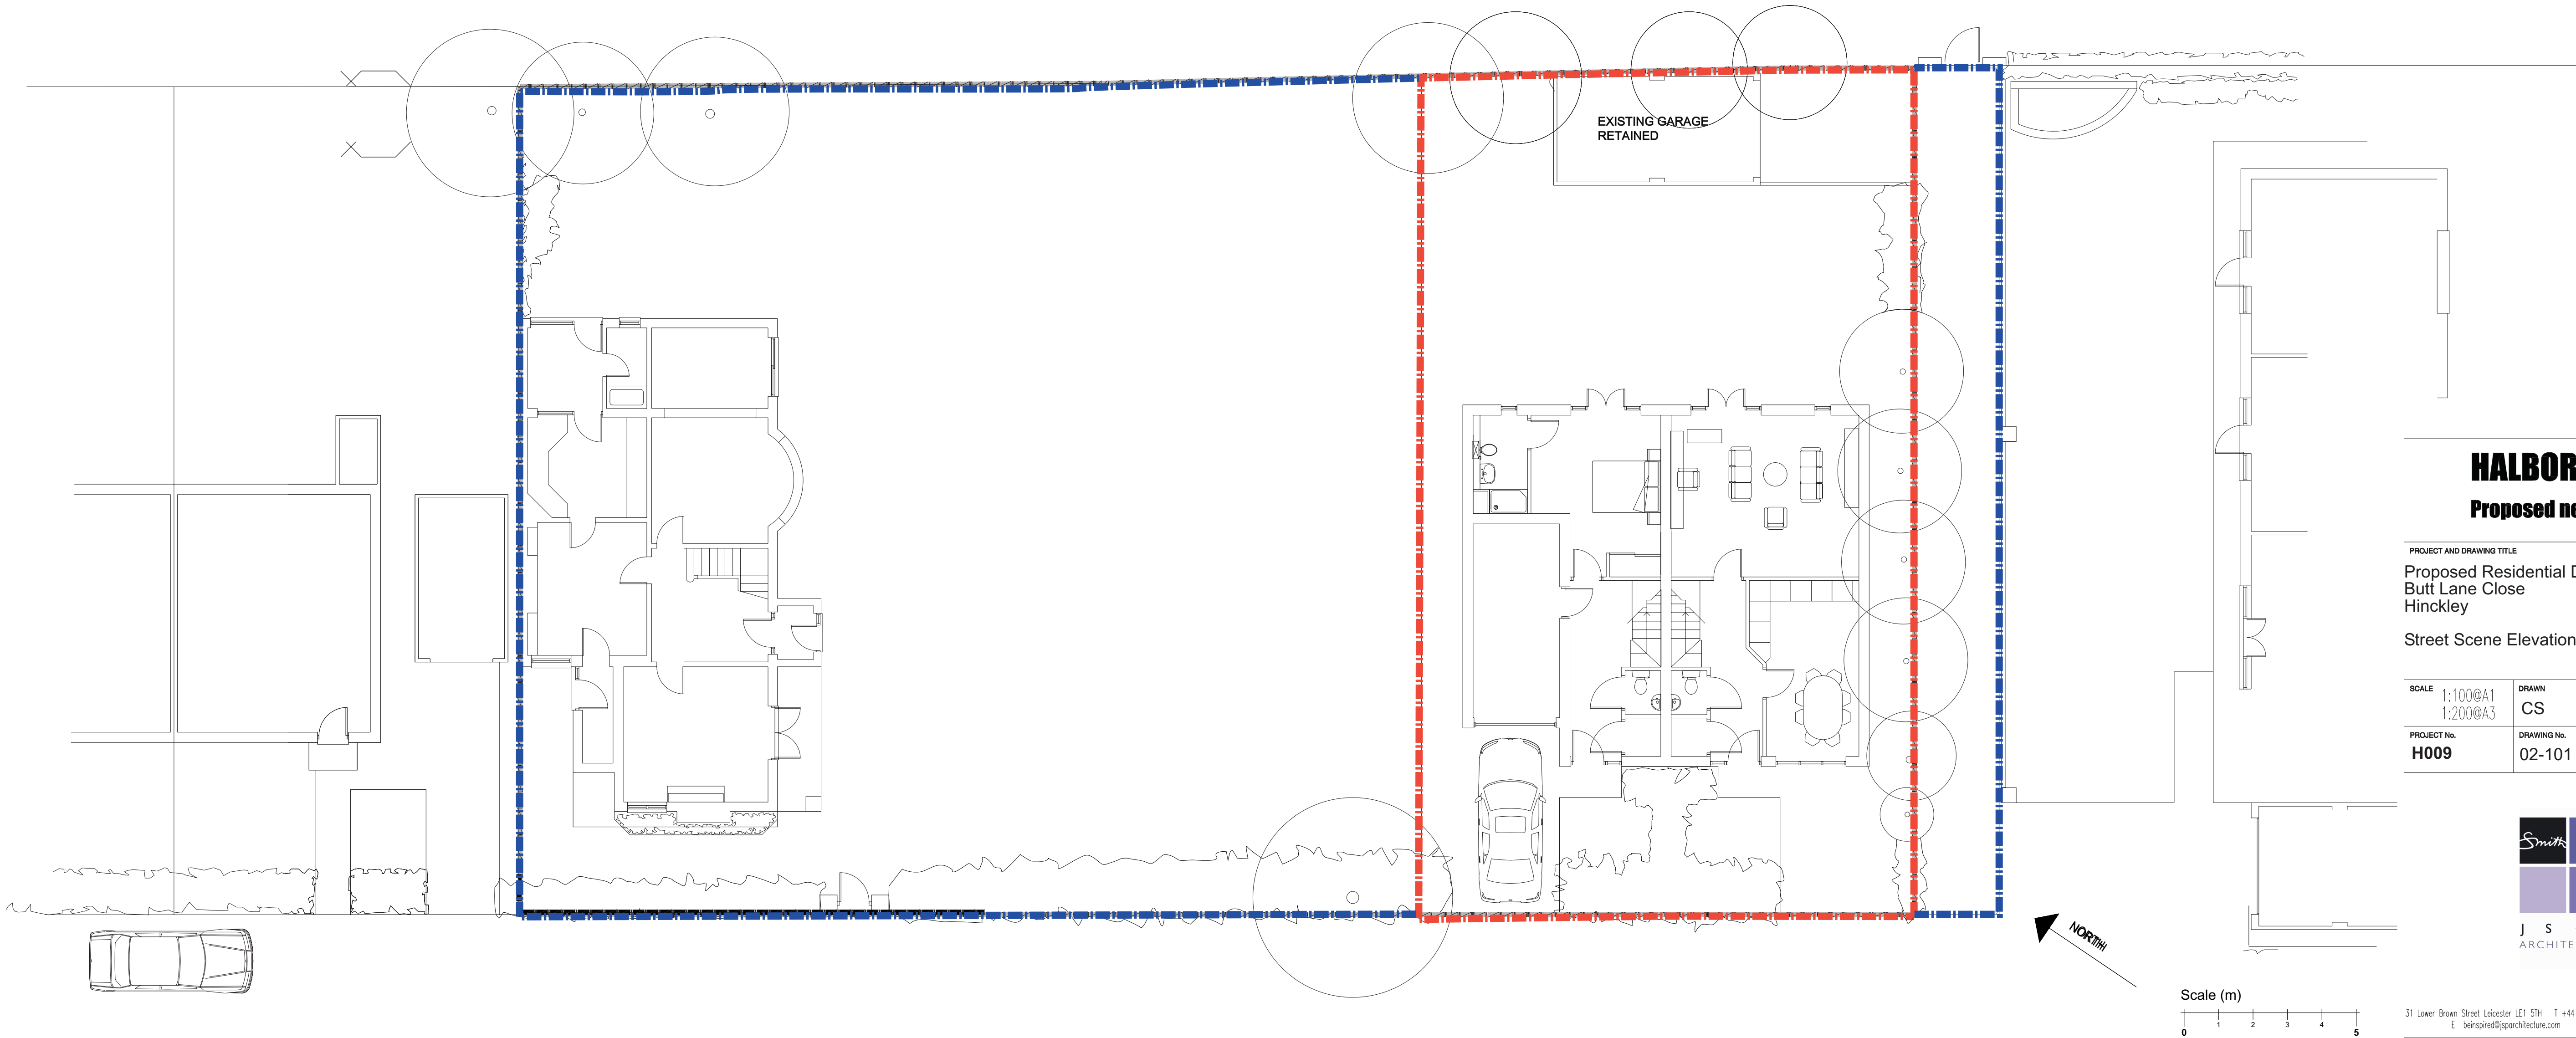 EXISTING GARAGE
RETAINED
HALBOR
Proposed ne
PROJECT AND DRAWING TITLE
Proposed Residential D
Butt Lane Close
Hinckley
Street Scene Elevation
SCALE
1:100@A1
1:200@A3
DRAWN
CS
PROJECT No.
H009
DRAWING No.
02-101
Smith
J S
ARCHITE
NORTH
Scale (m)
0 1 2 3 4 5
31 Lower Brown Street Leicester LE1 5TH T +44
E beinspired@jsparchitecture.com